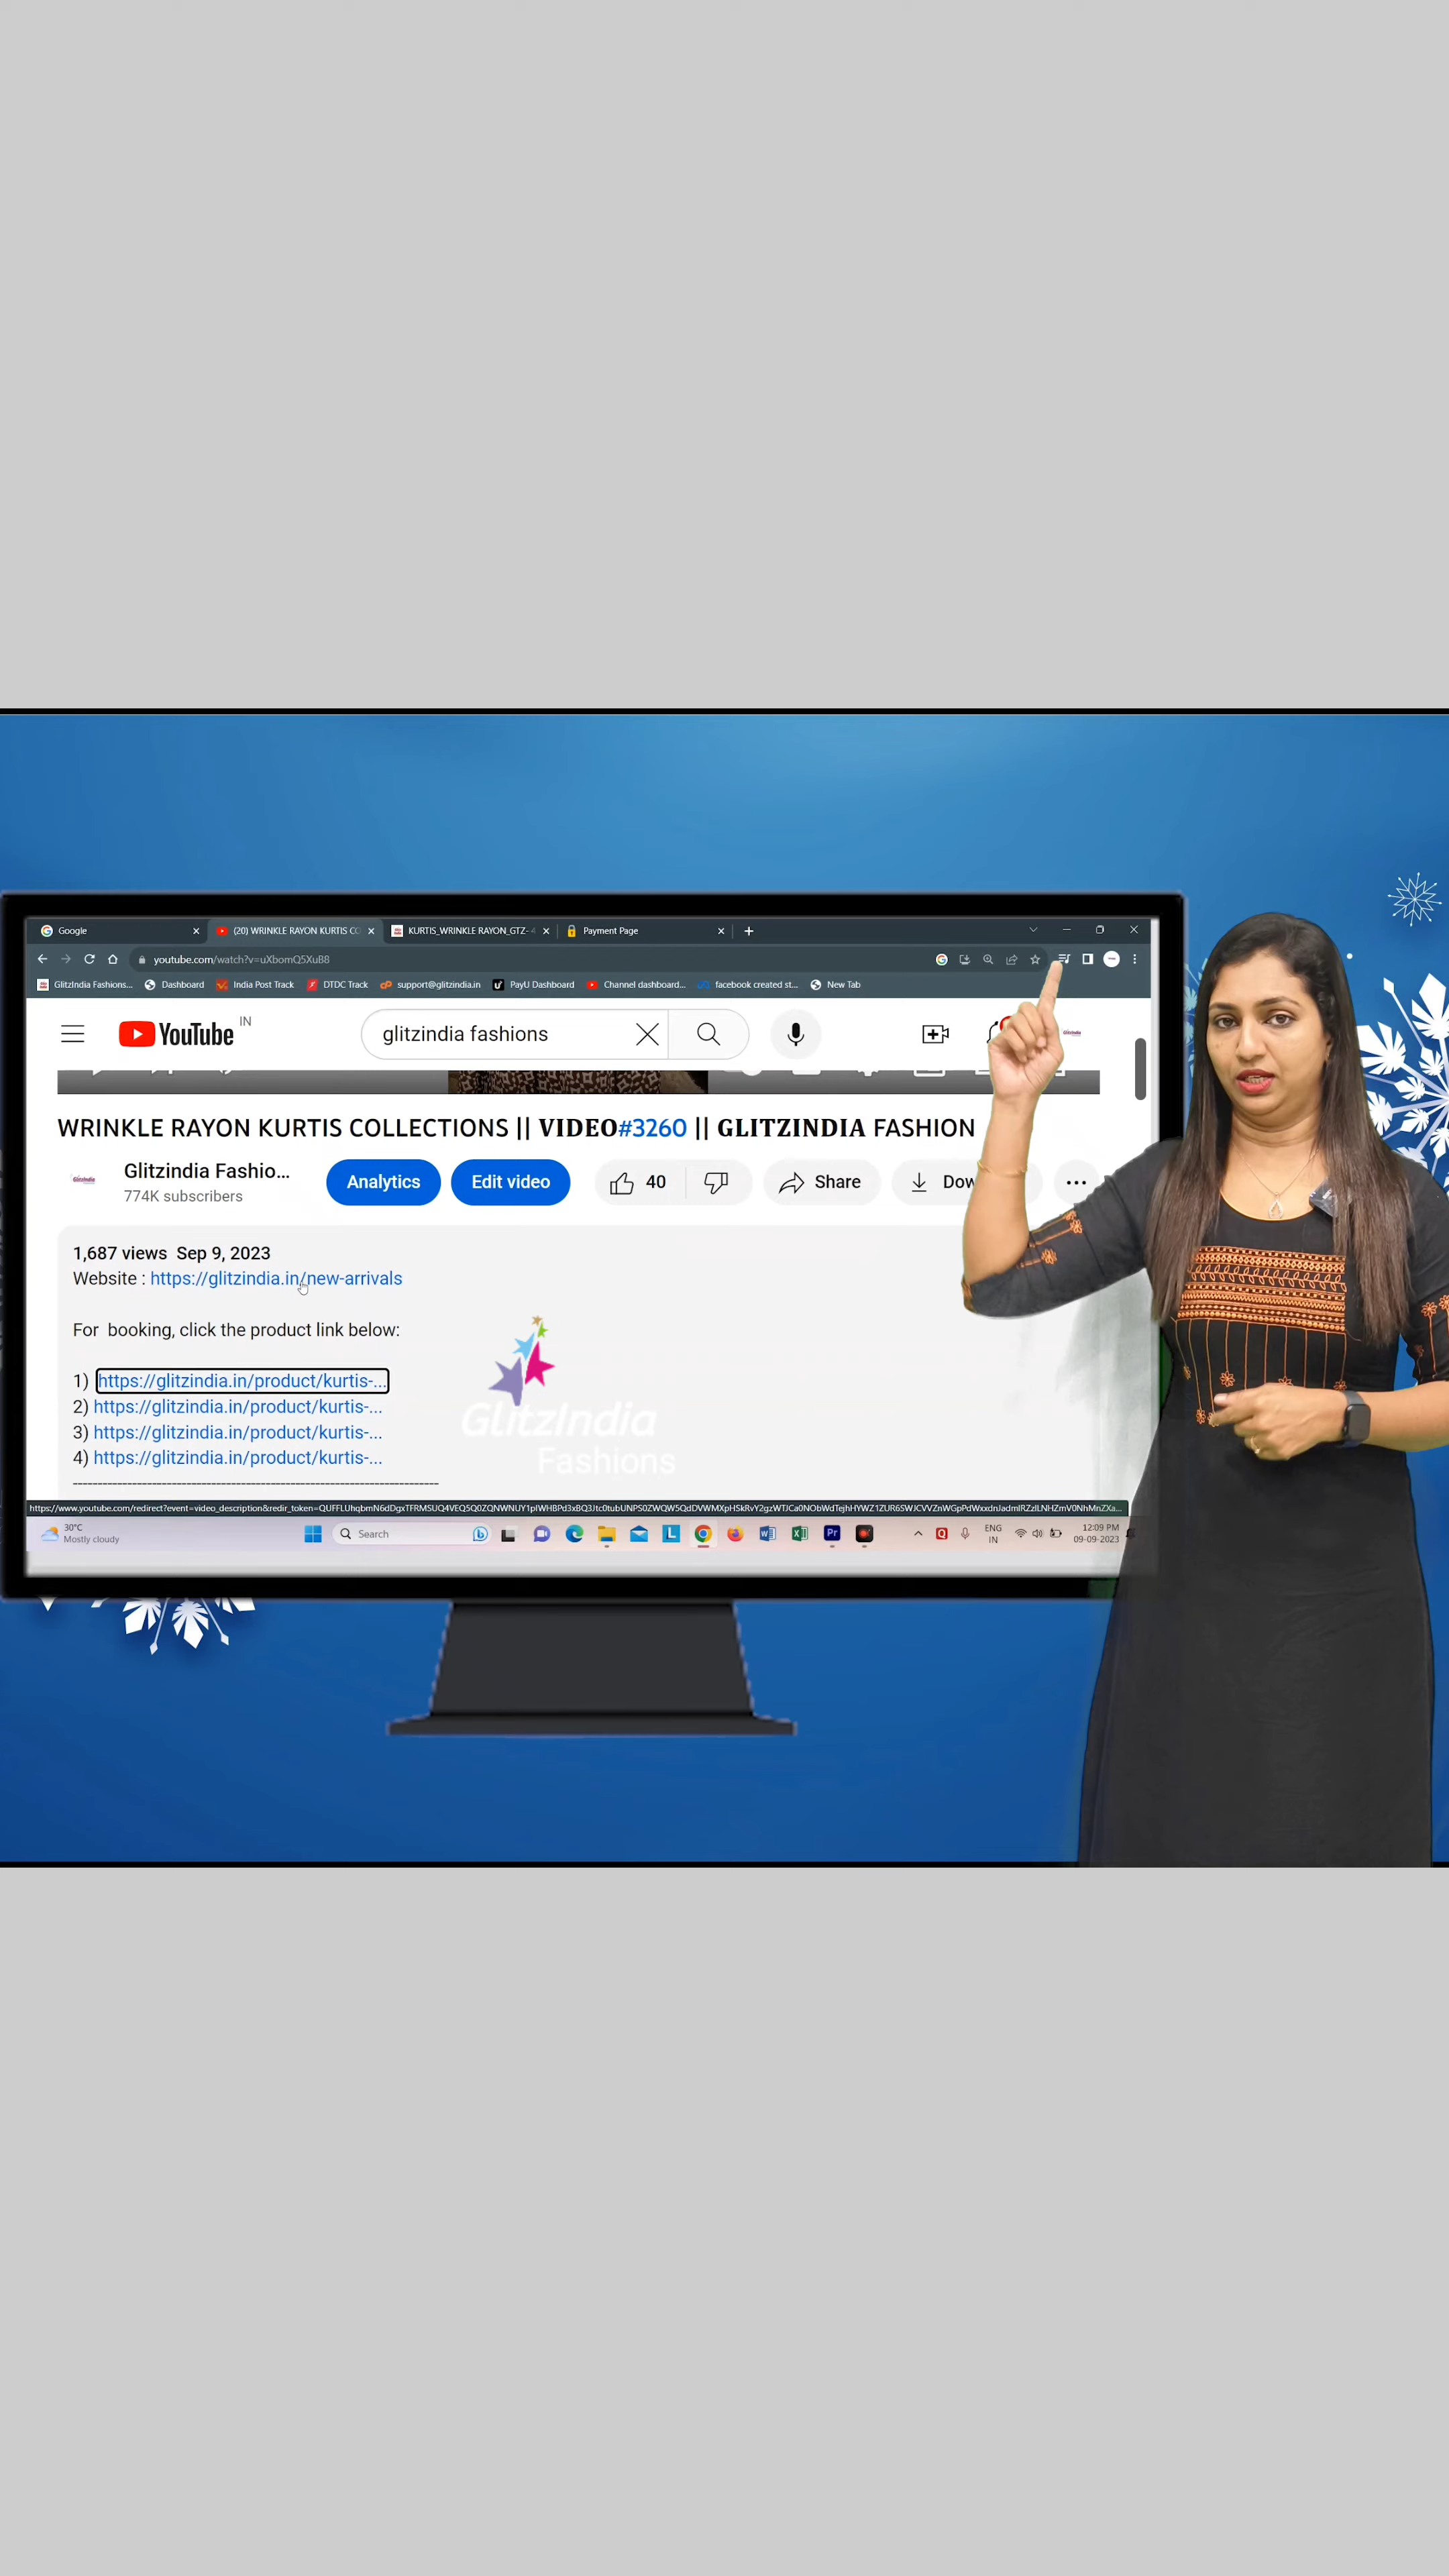 Google
(20) WRINKLE RAYON KURTIS CO
KURTIS_WRINKLE RAYON_GTZ- 4
Payment Page
youtube.com/watch?v=uXbomQ5XuB8
GlitzIndia Fashions...
Dashboard
India Post Track
DTDC Track
support@glitzindia.in
PayU Dashboard
Channel dashboard...
facebook created st...
New Tab
YouTube IN
glitzindia fashions
WRINKLE RAYON KURTIS COLLECTIONS || VIDEO#3260 || GLITZINDIA FASHION
Glitzindia Fashio...
774K subscribers
Analytics
Edit video
40
Share
Dow
1,687 views Sep 9, 2023
Website : https://glitzindia.in/new-arrivals
For booking, click the product link below:
1) https://glitzindia.in/product/kurtis-...
2) https://glitzindia.in/product/kurtis-...
3) https://glitzindia.in/product/kurtis-...
4) https://glitzindia.in/product/kurtis-...
GlitzIndia
Fashions
30°C
Mostly cloudy
Search
ENG
IN
12:09 PM
09-09-2023